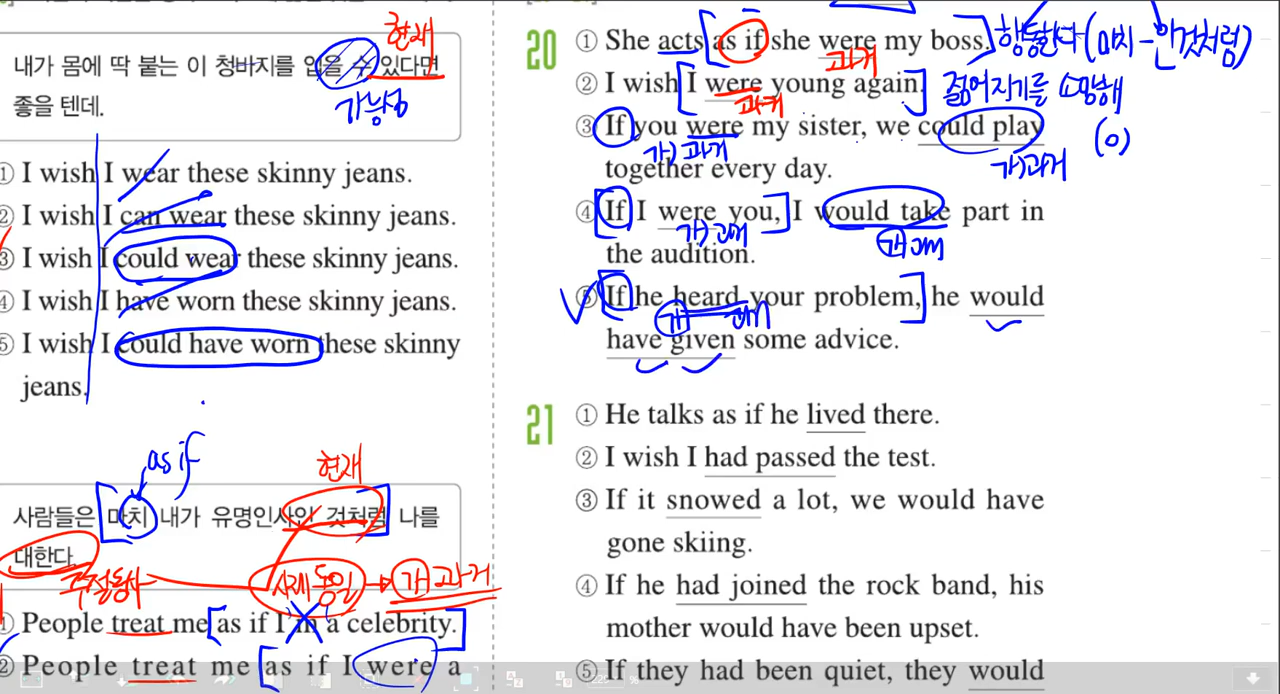 현재
내가 몸에 딱 붙는 이 청바지를 입을 수 있다면
좋을 텐데.
가능성
① I wish I wear these skinny jeans.
② I wish I can wear these skinny jeans.
③ I wish I could wear these skinny jeans.
④ I wish I have worn these skinny jeans.
⑤ I wish I could have worn these skinny
jeans.
as if
현재
사람들은 마치 내가 유명인사인 것처럼 나를
대한다.
주절동사
시제 동일 → 가) 과거
① People treat me as if I'm a celebrity.
② People treat me as if I were a
20
① She acts as if she were my boss.
행동한다 (마치 ~인것처럼)
과거
② I wish I were young again.
젊어지기를 소망해
과거
③ If you were my sister, we could play
가) 과거
가) 과거
(o)
together every day.
④ If I were you, I would take part in
가) 과거
가) 과거
the audition.
⑤ If he heard your problem, he would
가) 과거
have given some advice.
21
① He talks as if he lived there.
② I wish I had passed the test.
③ If it snowed a lot, we would have
gone skiing.
④ If he had joined the rock band, his
mother would have been upset.
⑤ If they had been quiet, they would